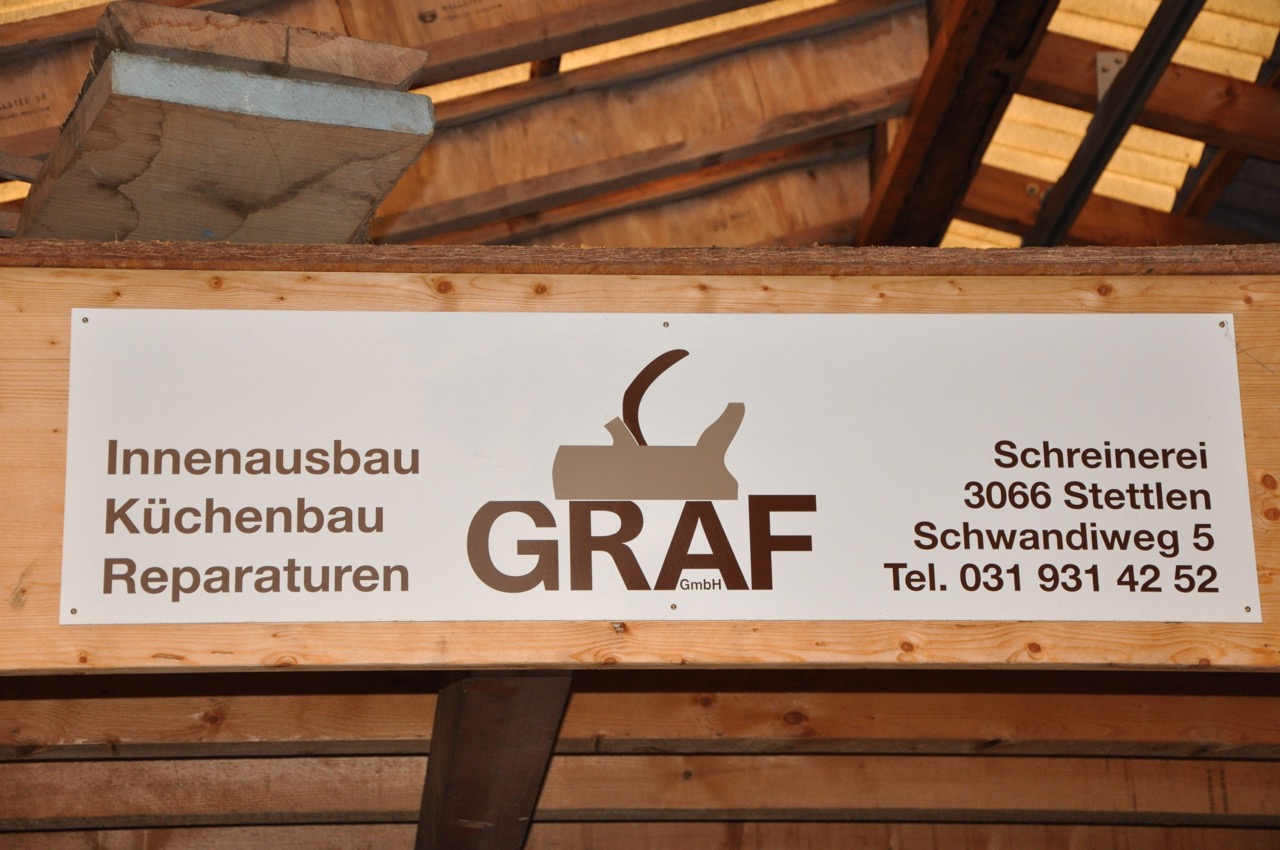 Innenausbau
Küchenbau
Reparaturen
GRAF
GmbH
Schreinerei
3066 Stettlen
Schwandiweg 5
Tel. 031 931 42 52